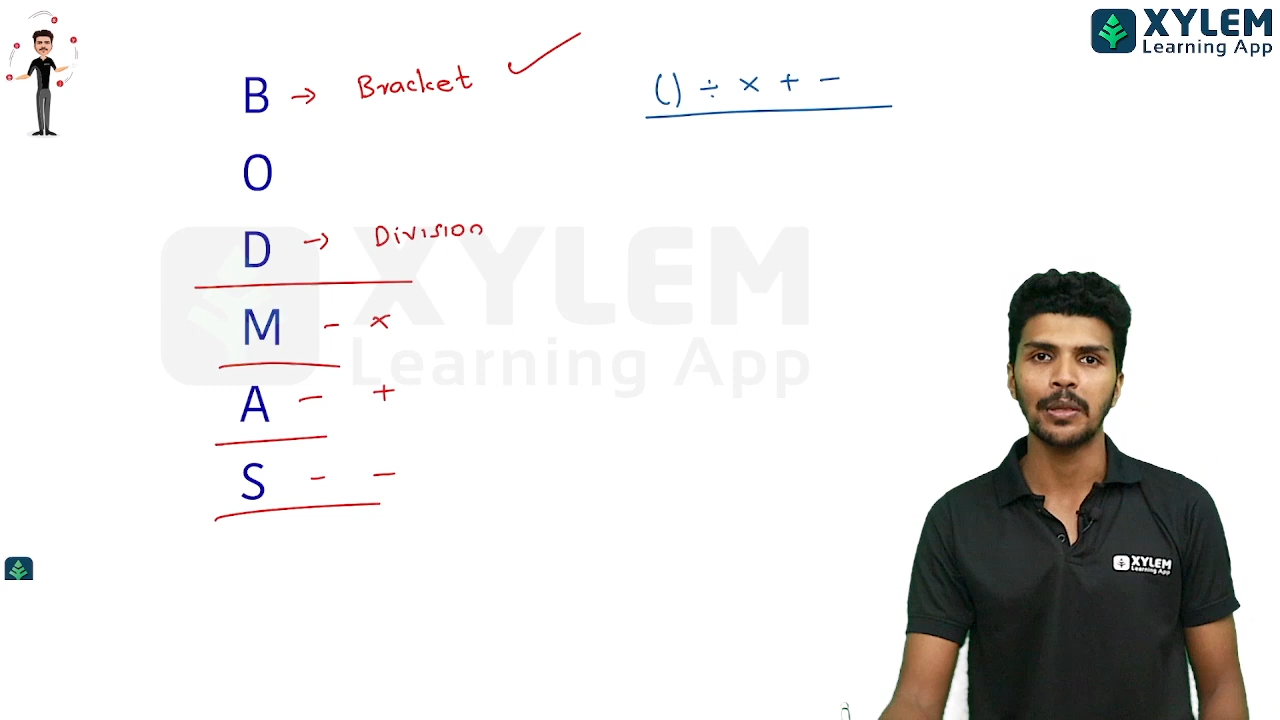 XYLEM
Learning App
B → Bracket ✓
() ÷ × + −
O
D → Division
M - ×
A - +
S - -
XYLEM
Learning App
XYLEM
Learning App